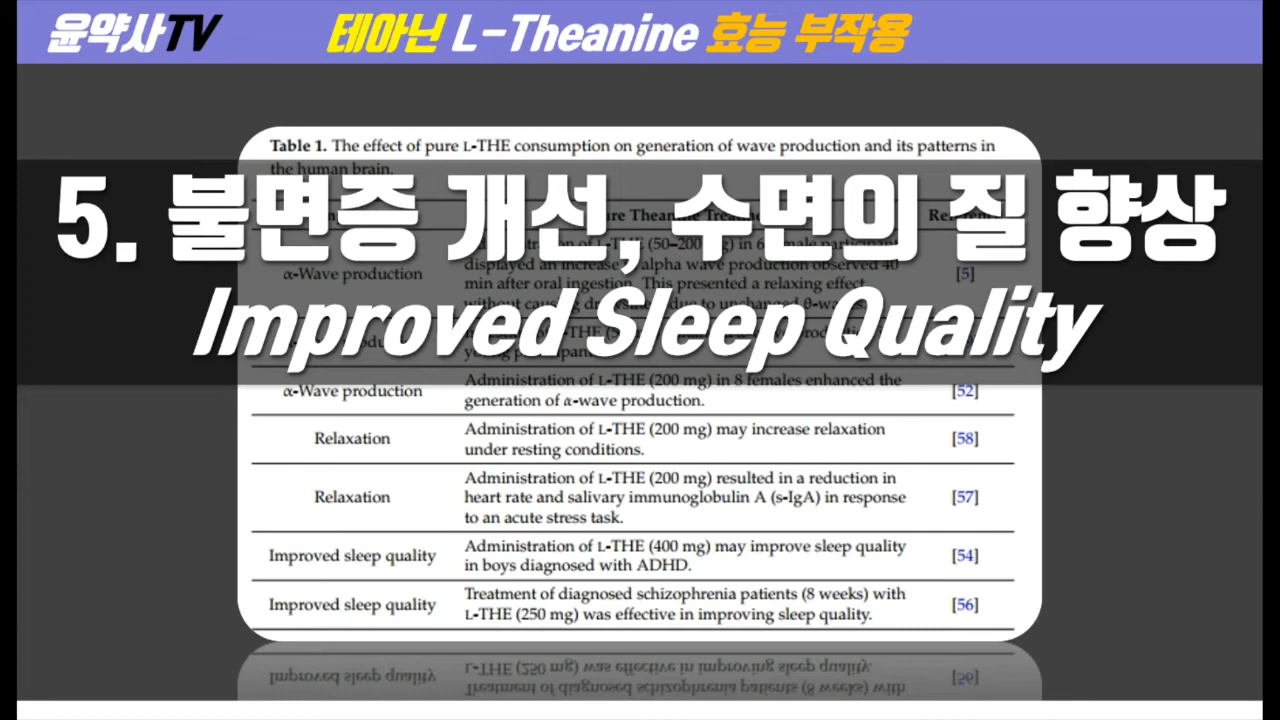 윤약사TV 테아닌 L-Theanine 효능 부작용
Table 1. The effect of pure L-THE consumption on generation of wave production and its patterns in
the human brain.
5. 불면증 개선, 수면의 질 향상
Improved Sleep Quality
α-Wave production
displayed an increase alpha wave production observed 40
min after oral ingestion. This presented a relaxing effect
[5]
α-Wave production
Administration of L-THE (200 mg) in 8 females enhanced the
generation of α-wave production.
[52]
Relaxation
Administration of L-THE (200 mg) may increase relaxation
under resting conditions.
[58]
Relaxation
Administration of L-THE (200 mg) resulted in a reduction in
heart rate and salivary immunoglobulin A (s-IgA) in response
to an acute stress task.
[57]
Improved sleep quality
Administration of L-THE (400 mg) may improve sleep quality
in boys diagnosed with ADHD.
[54]
Improved sleep quality
Treatment of diagnosed schizophrenia patients (8 weeks) with
L-THE (250 mg) was effective in improving sleep quality.
[56]